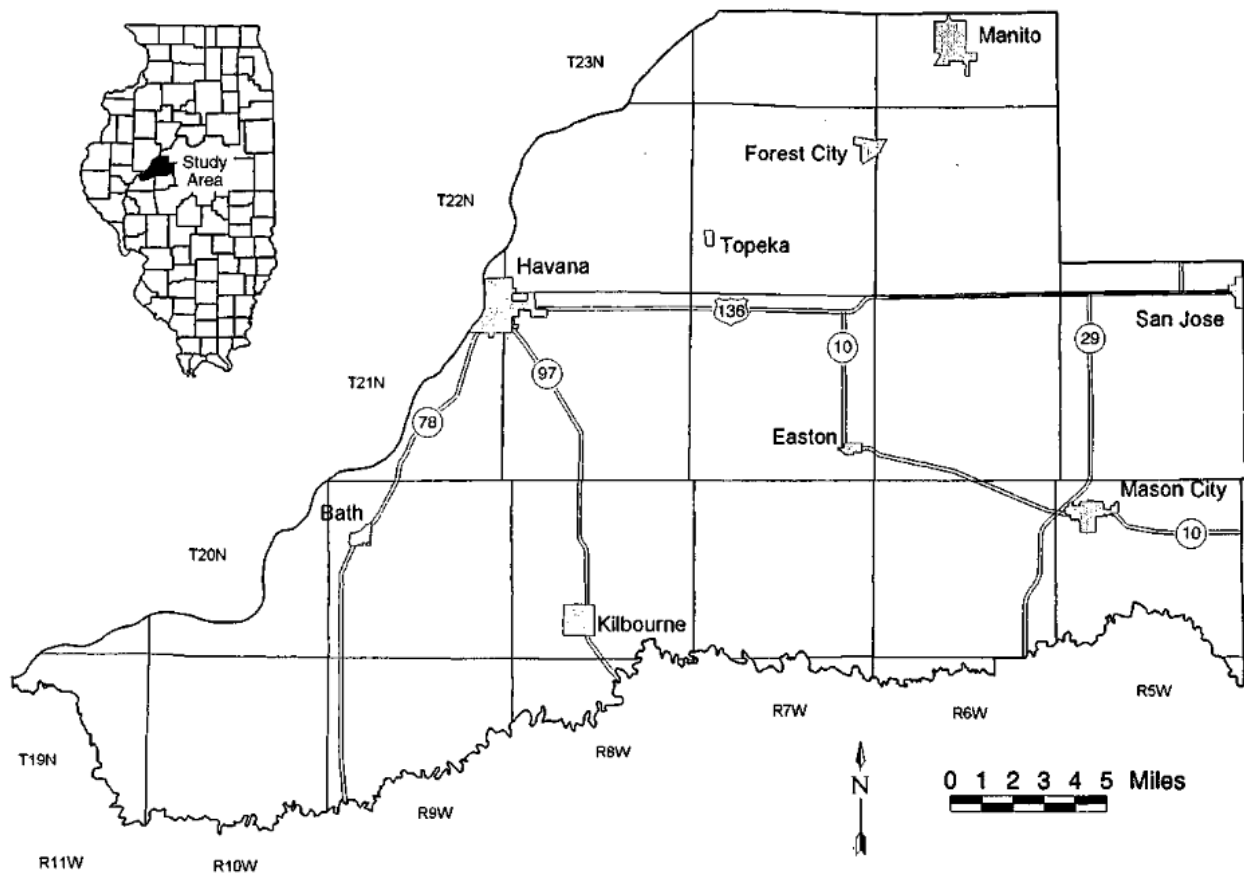 Study
Area
T23N
Manito
Forest City
T22N
Topeka
Havana
136
San Jose
10
29
97
T21N
78
Easton
Mason City
Bath
10
T20N
Kilbourne
R5W
R7W
R6W
R8W
T19N
N
0 1 2 3 4 5 Miles
R9W
R11W
R10W